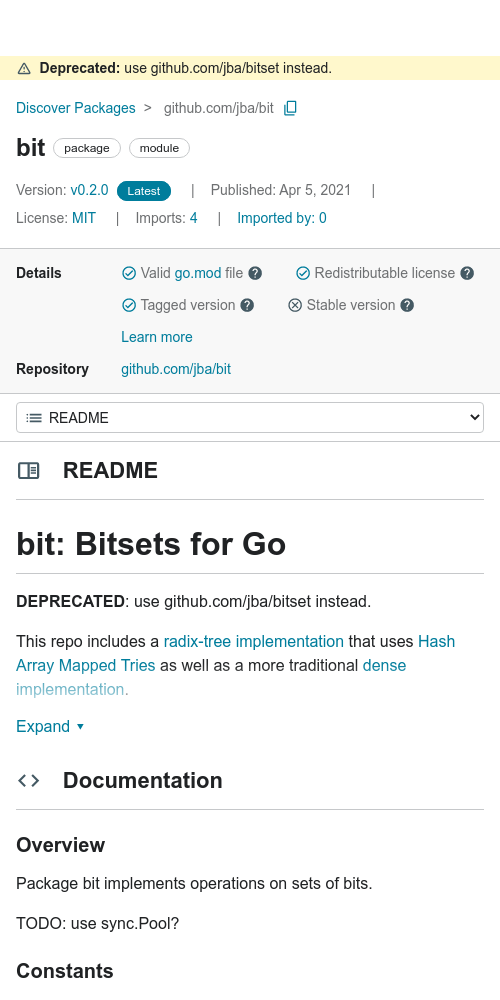 Deprecated: use github.com/jba/bitset instead.
Discover Packages > github.com/jba/bit
bit package module
Version: v0.2.0 Latest | Published: Apr 5, 2021 |
License: MIT | Imports: 4 | Imported by: 0
Details Valid go.mod file ? Redistributable license ?
Tagged version ? Stable version ?
Learn more
Repository github.com/jba/bit
README
README
bit: Bitsets for Go
DEPRECATED: use github.com/jba/bitset instead.
This repo includes a radix-tree implementation that uses Hash
Array Mapped Tries as well as a more traditional dense
implementation.
Expand ▼
Documentation
Overview
Package bit implements operations on sets of bits.
TODO: use sync.Pool?
Constants